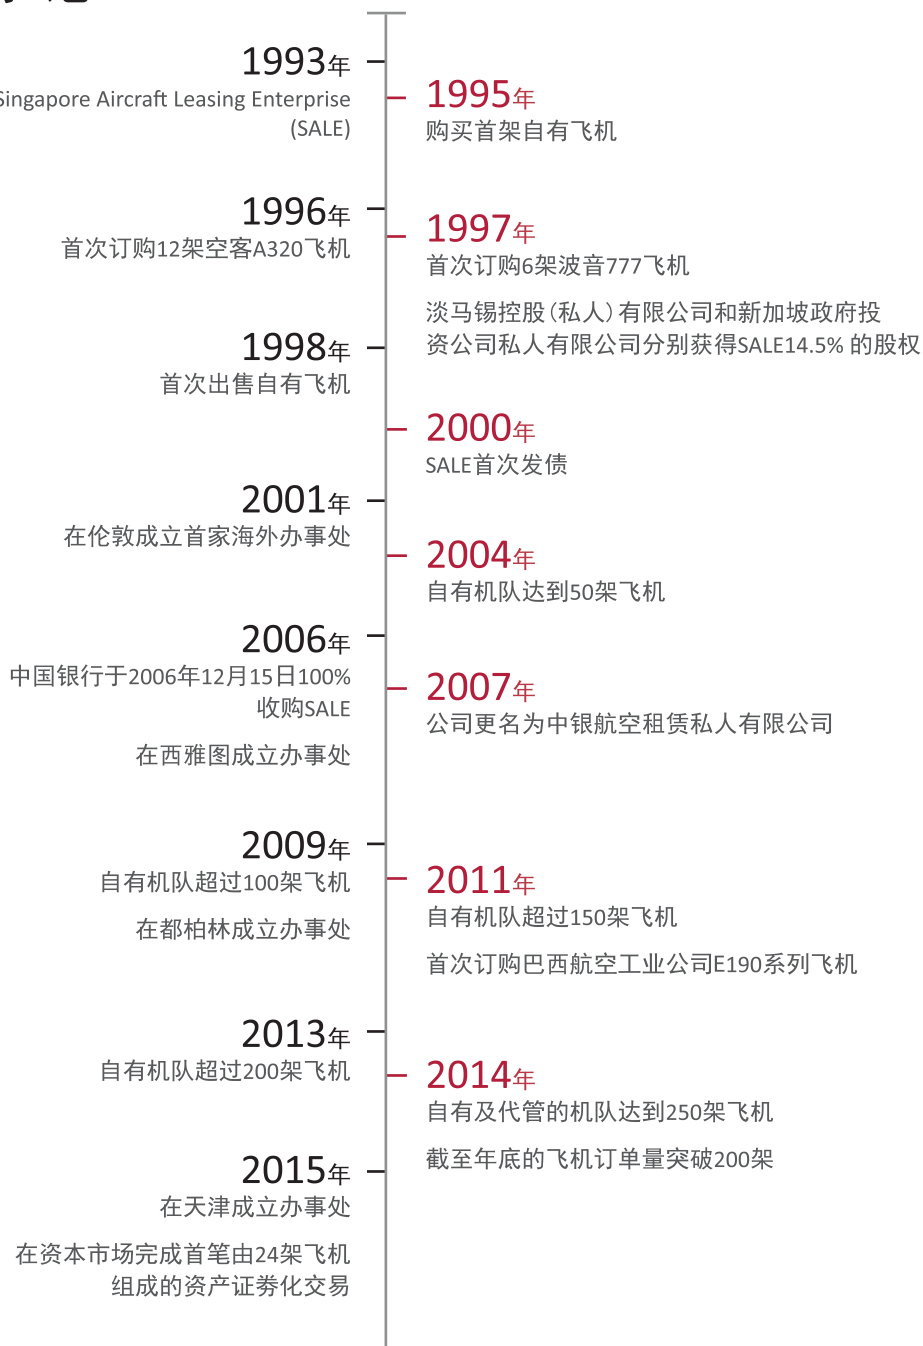 1993年
Singapore Aircraft Leasing Enterprise
(SALE)
1995年
购买首架自有飞机
1996年
首次订购12架空客A320飞机
1997年
首次订购6架波音777飞机
淡马锡控股(私人)有限公司和新加坡政府投
资公司私人有限公司分别获得SALE14.5% 的股权
1998年
首次出售自有飞机
2000年
SALE首次发债
2001年
在伦敦成立首家海外办事处
2004年
自有机队达到50架飞机
2006年
中国银行于2006年12月15日100%
收购SALE
在西雅图成立办事处
2007年
公司更名为中银航空租赁私人有限公司
2009年
自有机队超过100架飞机
在都柏林成立办事处
2011年
自有机队超过150架飞机
首次订购巴西航空工业公司E190系列飞机
2013年
自有机队超过200架飞机
2014年
自有及代管的机队达到250架飞机
截至年底的飞机订单量突破200架
2015年
在天津成立办事处
在资本市场完成首笔由24架飞机
组成的资产证劵化交易